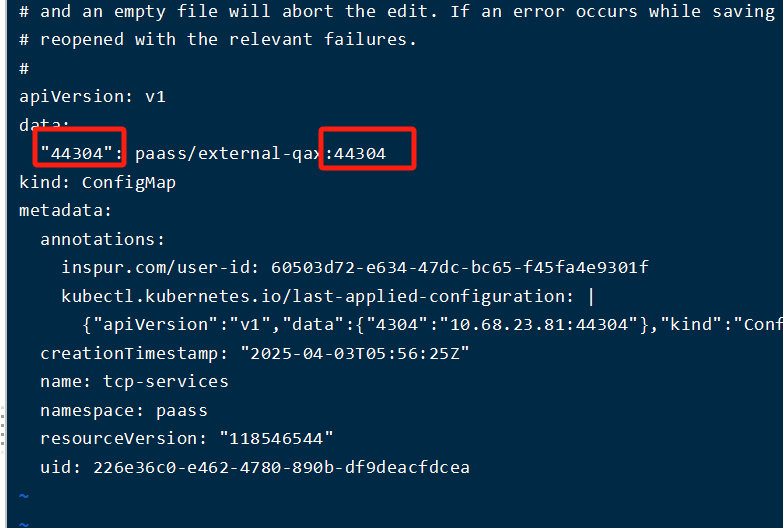 # and an empty file will abort the edit. If an error occurs while saving
# reopened with the relevant failures.
#
apiVersion: v1
data:
"44304": paass/external-qax:44304
kind: ConfigMap
metadata:
annotations:
inspur.com/user-id: 60503d72-e634-47dc-bc65-f45fa4e9301f
kubectl.kubernetes.io/last-applied-configuration: |
{"apiVersion":"v1","data":{"4304":"10.68.23.81:44304"},"kind":"Conf
creationTimestamp: "2025-04-03T05:56:25Z"
name: tcp-services
namespace: paass
resourceVersion: "118546544"
uid: 226e36c0-e462-4780-890b-df9deacfdcea
~
~